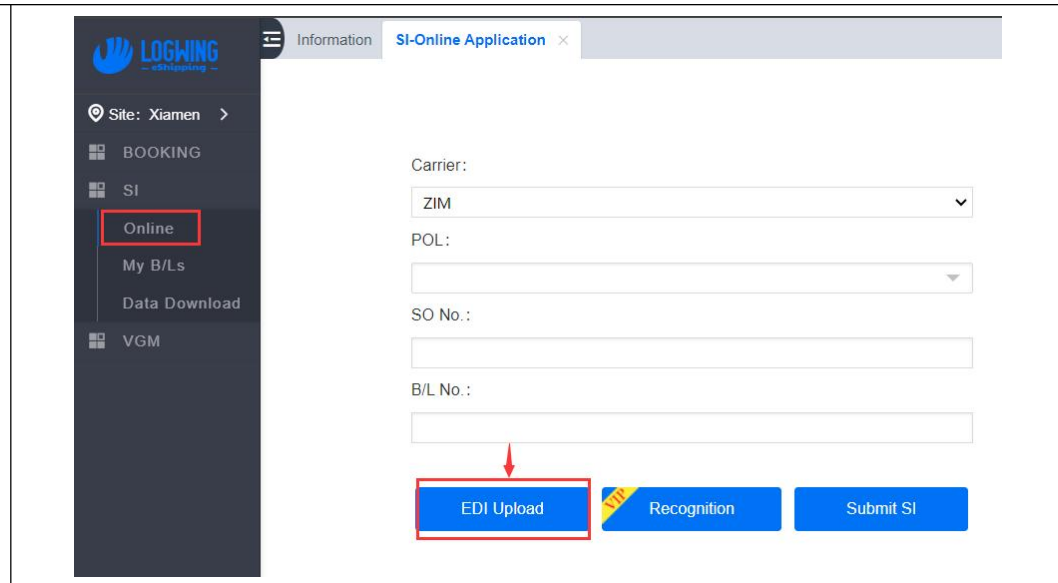 LOGWING
– eShipping –
Information
SI-Online Application ×
Site: Xiamen >
BOOKING
SI
Online
My B/Ls
Data Download
VGM
Carrier:
ZIM
POL:
SO No.:
B/L No.:
EDI Upload
VIP
Recognition
Submit SI